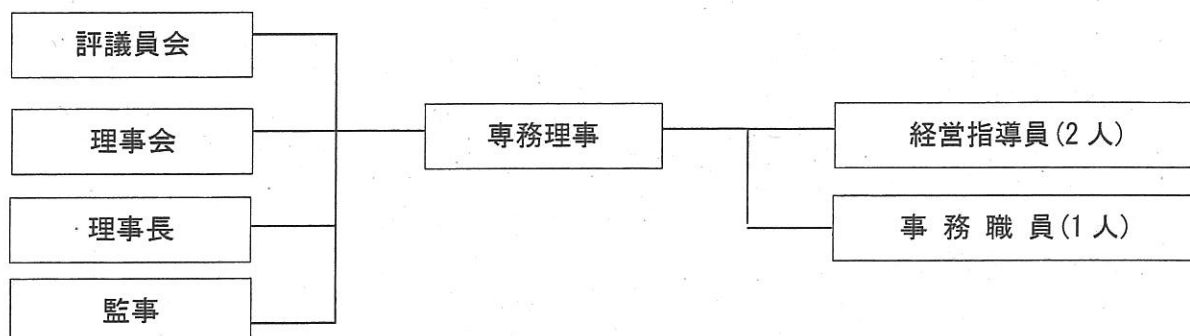 評議員会
理事会
理事長
監事
専務理事
経営指導員(2人)
事務職員(1人)